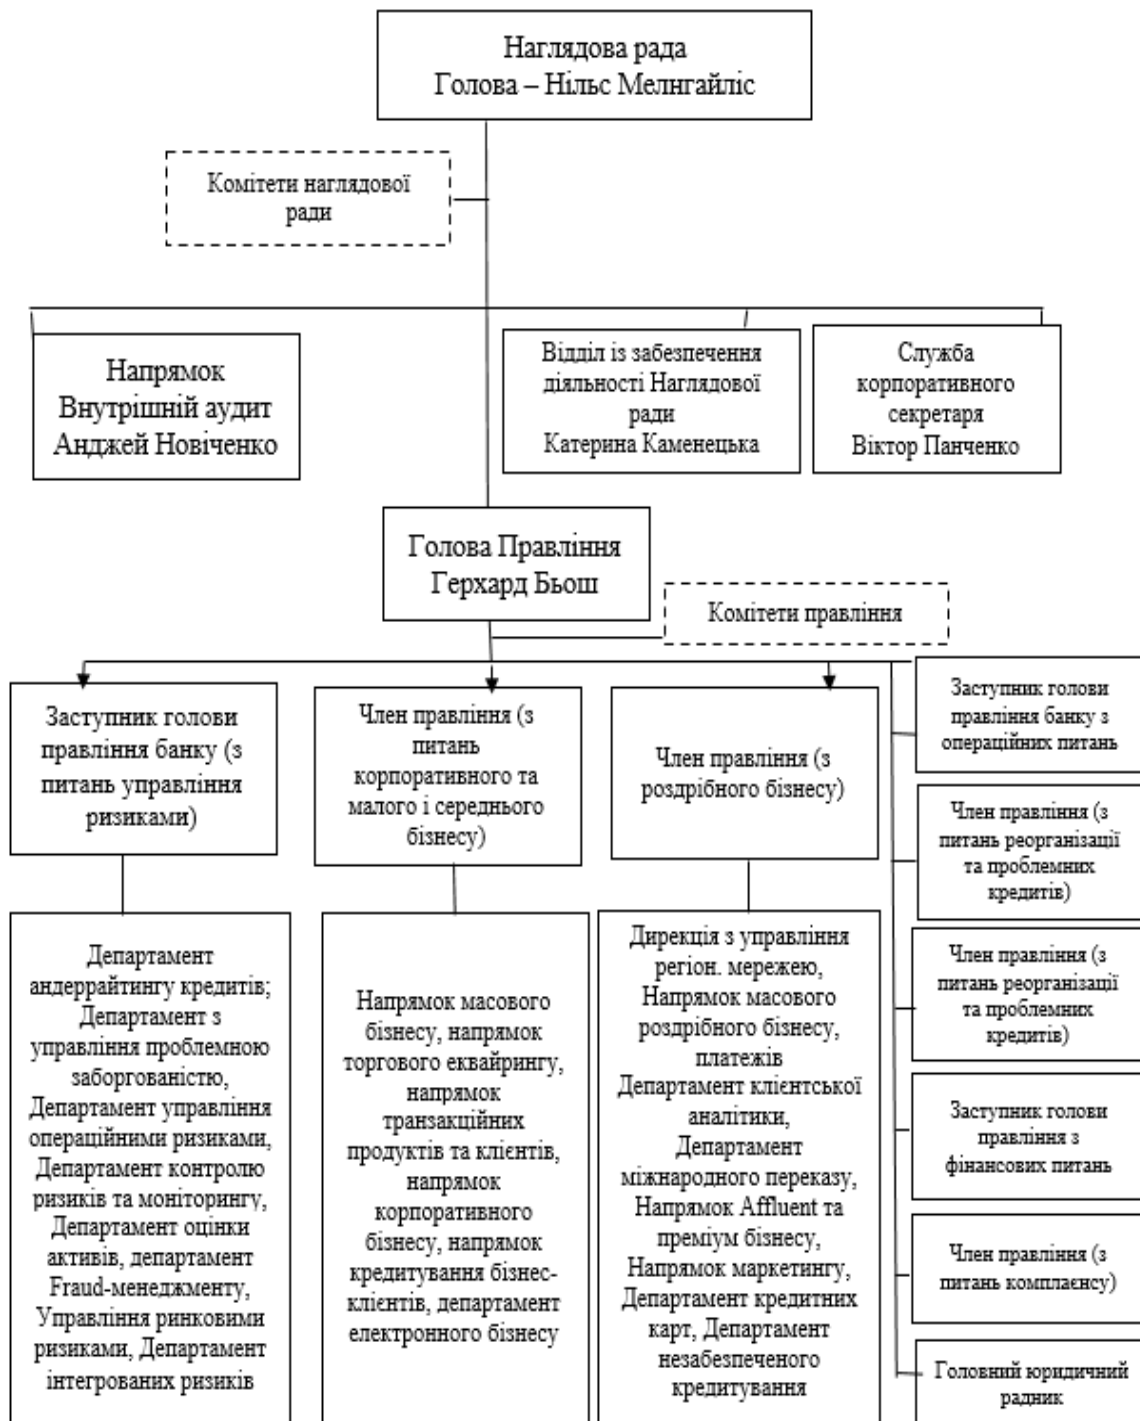 Наглядова рада
Голова – Нільс Мелнгайліс
Комітети наглядової
ради
Напрямок
Внутрішній аудит
Анджей Новіченко
Відділ із забезпечення
діяльності Наглядової
ради
Катерина Каменецька
Служба
корпоративного
секретаря
Віктор Панченко
Голова Правління
Герхард Бьош
Комітети правління
Заступник голови
правління банку (з
питань управління
ризиками)
Член правління (з
питань
корпоративного та
малого і середнього
бізнесу)
Член правління (з
роздрібного бізнесу)
Заступник голови
правління банку з
операційних питань
Член правління (з
питань реорганізації
та проблемних
кредитів)
Член правління (з
питань реорганізації
та проблемних
кредитів)
Заступник голови
правління з
фінансових питань
Член правління (з
питань комплаєнсу)
Головний юридичний
радник
Департамент
андеррайтингу кредитів;
Департамент з
управління проблемною
заборгованістю,
Департамент управління
операційними ризиками,
Департамент контролю
ризиків та моніторингу,
Департамент оцінки
активів, департамент
Fraud-менеджменту,
Управління ринковими
ризиками, Департамент
інтегрованих ризиків
Напрямок масового
бізнесу, напрямок
торгового еквайрингу,
напрямок
транзакційних
продуктів та клієнтів,
напрямок
корпоративного
бізнесу, напрямок
кредитування бізнес-
клієнтів, департамент
електронного бізнесу
Дирекція з управління
регіон. мережею,
Напрямок масового
роздрібного бізнесу,
платежів
Департамент клієнтської
аналітики,
Департамент
міжнародного переказу,
Напрямок Affluent та
преміум бізнесу,
Напрямок маркетингу,
Департамент кредитних
карт, Департамент
незабезпеченого
кредитування